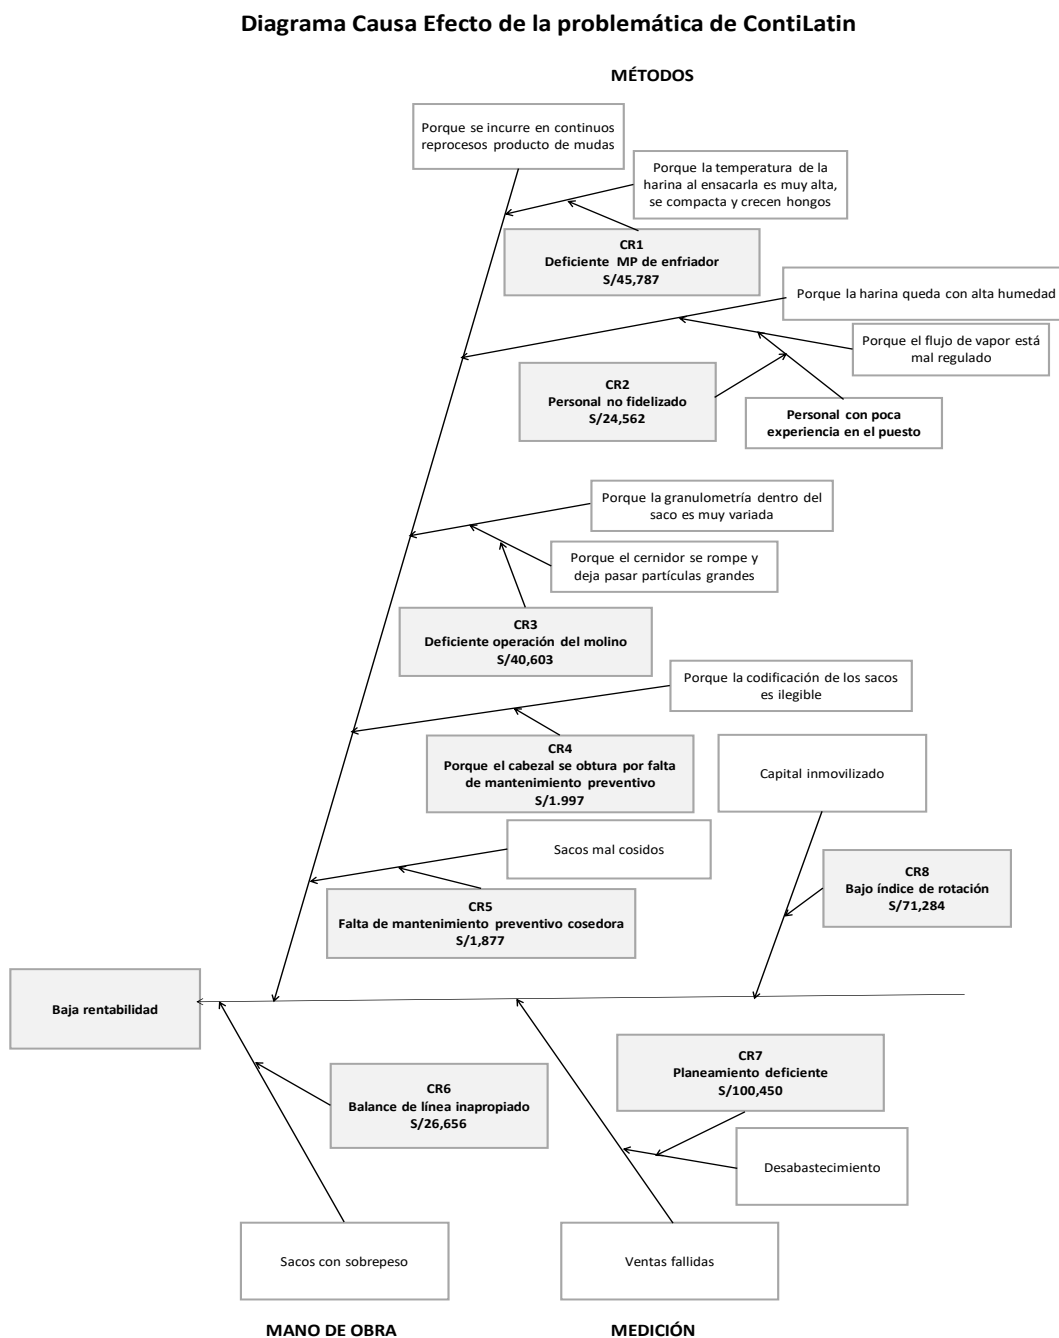 Diagrama Causa Efecto de la problemática de ContiLatin
MÉTODOS
Porque se incurre en continuos
reprocesos producto de mudas
Porque la temperatura de la
harina al ensacarla es muy alta,
se compacta y crecen hongos
CR1
Deficiente MP de enfriador
S/45,787
Porque la harina queda con alta humedad
Porque el flujo de vapor está
mal regulado
CR2
Personal no fidelizado
S/24,562
Personal con poca
experiencia en el puesto
Porque la granulometría dentro del
saco es muy variada
Porque el cernidor se rompe y
deja pasar partículas grandes
CR3
Deficiente operación del molino
S/40,603
Porque la codificación de los sacos
es ilegible
CR4
Porque el cabezal se obtura por falta
de mantenimiento preventivo
S/1.997
Capital inmovilizado
Sacos mal cosidos
CR8
Bajo índice de rotación
S/71,284
CR5
Falta de mantenimiento preventivo cosedora
S/1,877
Baja rentabilidad
CR7
Planeamiento deficiente
S/100,450
CR6
Balance de línea inapropiado
S/26,656
Desabastecimiento
Sacos con sobrepeso
Ventas fallidas
MANO DE OBRA
MEDICIÓN